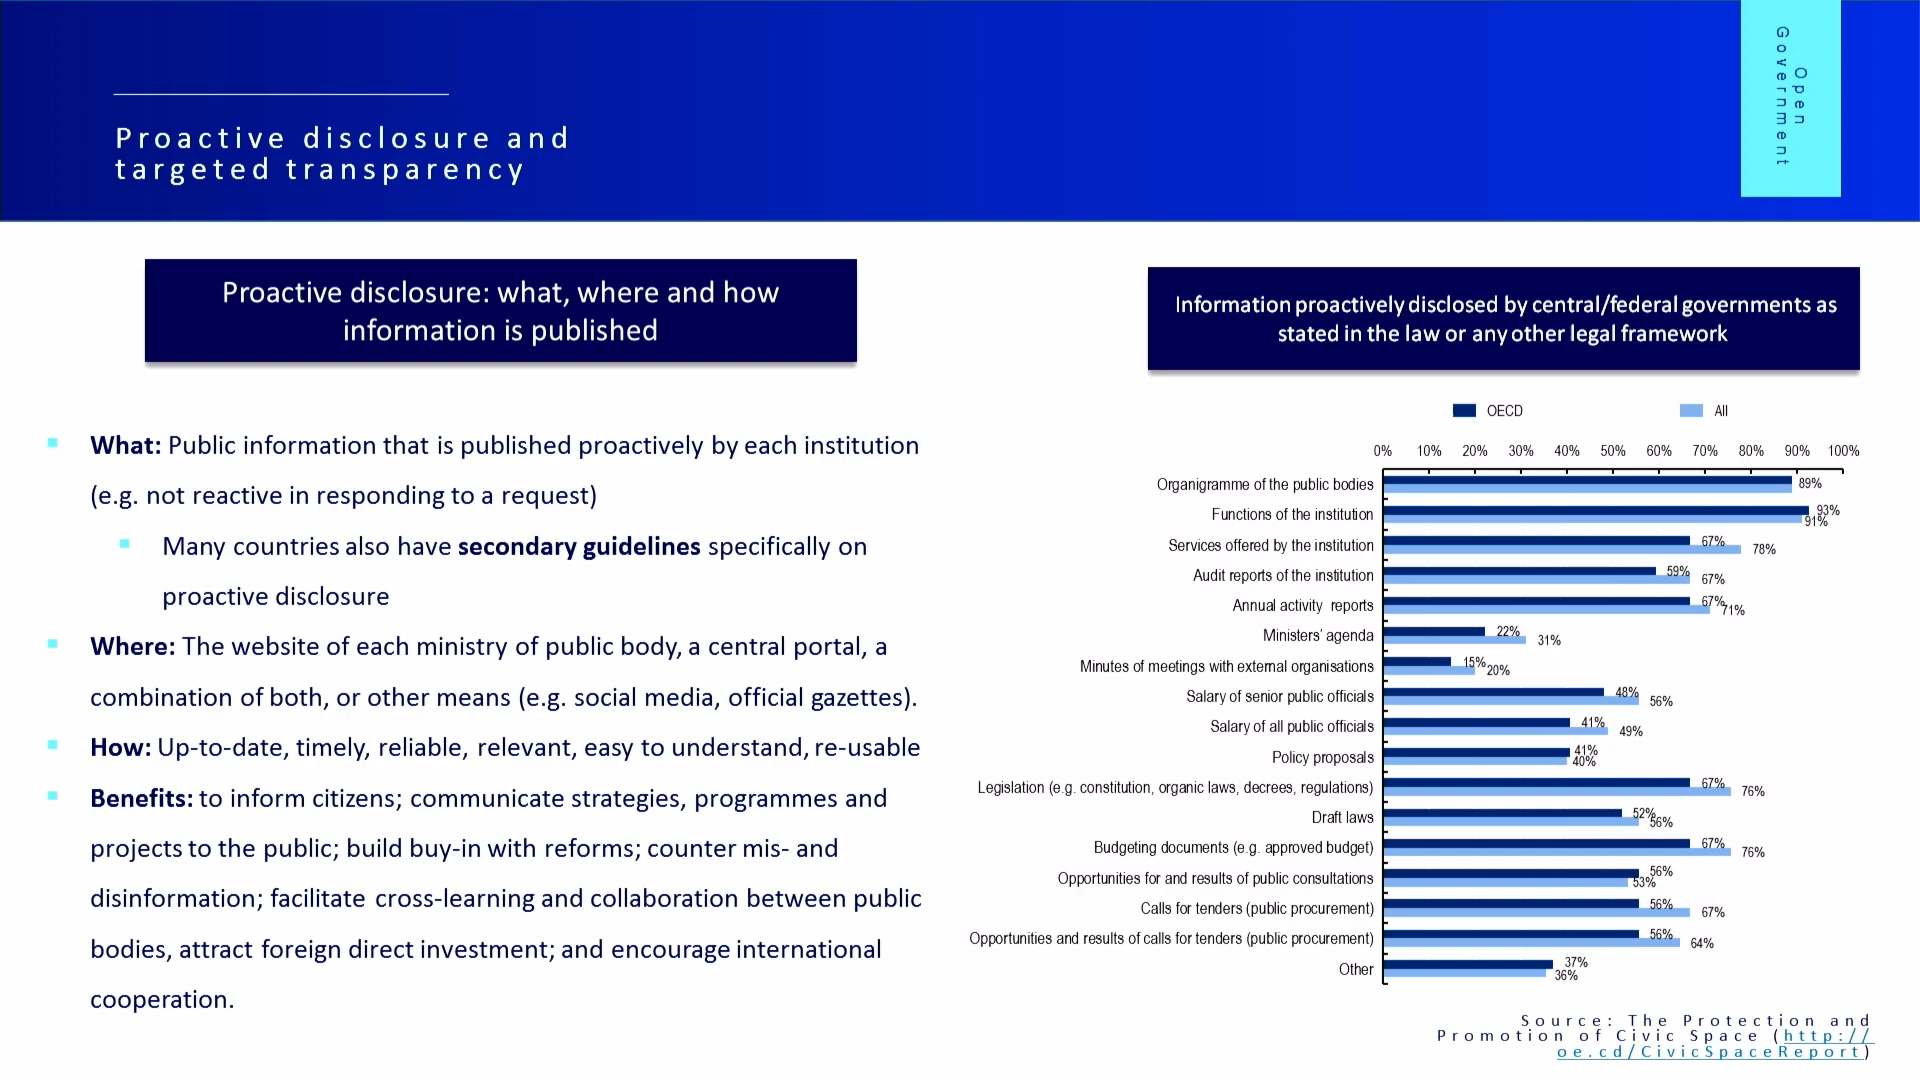 Open
Government
Proactive disclosure and
targeted transparency
Proactive disclosure: what, where and how
information is published
What: Public information that is published proactively by each institution
(e.g. not reactive in responding to a request)
Many countries also have secondary guidelines specifically on
proactive disclosure
Where: The website of each ministry of public body, a central portal, a
combination of both, or other means (e.g. social media, official gazettes).
How: Up-to-date, timely, reliable, relevant, easy to understand, re-usable
Benefits: to inform citizens; communicate strategies, programmes and
projects to the public; build buy-in with reforms; counter mis- and
disinformation; facilitate cross-learning and collaboration between public
bodies, attract foreign direct investment; and encourage international
cooperation.
Information proactively disclosed by central/federal governments as
stated in the law or any other legal framework
OECD All
0% 10% 20% 30% 40% 50% 60% 70% 80% 90% 100%
Organigramme of the public bodies 89%
Functions of the institution 93% 91%
Services offered by the institution 67% 78%
Audit reports of the institution 59% 67%
Annual activity reports 67% 71%
Ministers' agenda 22% 31%
Minutes of meetings with external organisations 15% 20%
Salary of senior public officials 48% 56%
Salary of all public officials 41% 49%
Policy proposals 41% 40%
Legislation (e.g. constitution, organic laws, decrees, regulations) 67% 76%
Draft laws 52% 56%
Budgeting documents (e.g. approved budget) 67% 76%
Opportunities for and results of public consultations 56% 53%
Calls for tenders (public procurement) 56% 67%
Opportunities and results of calls for tenders (public procurement) 56% 64%
Other 37% 36%
Source: The Protection and
Promotion of Civic Space (http://
oe.cd/CivicSpaceReport)